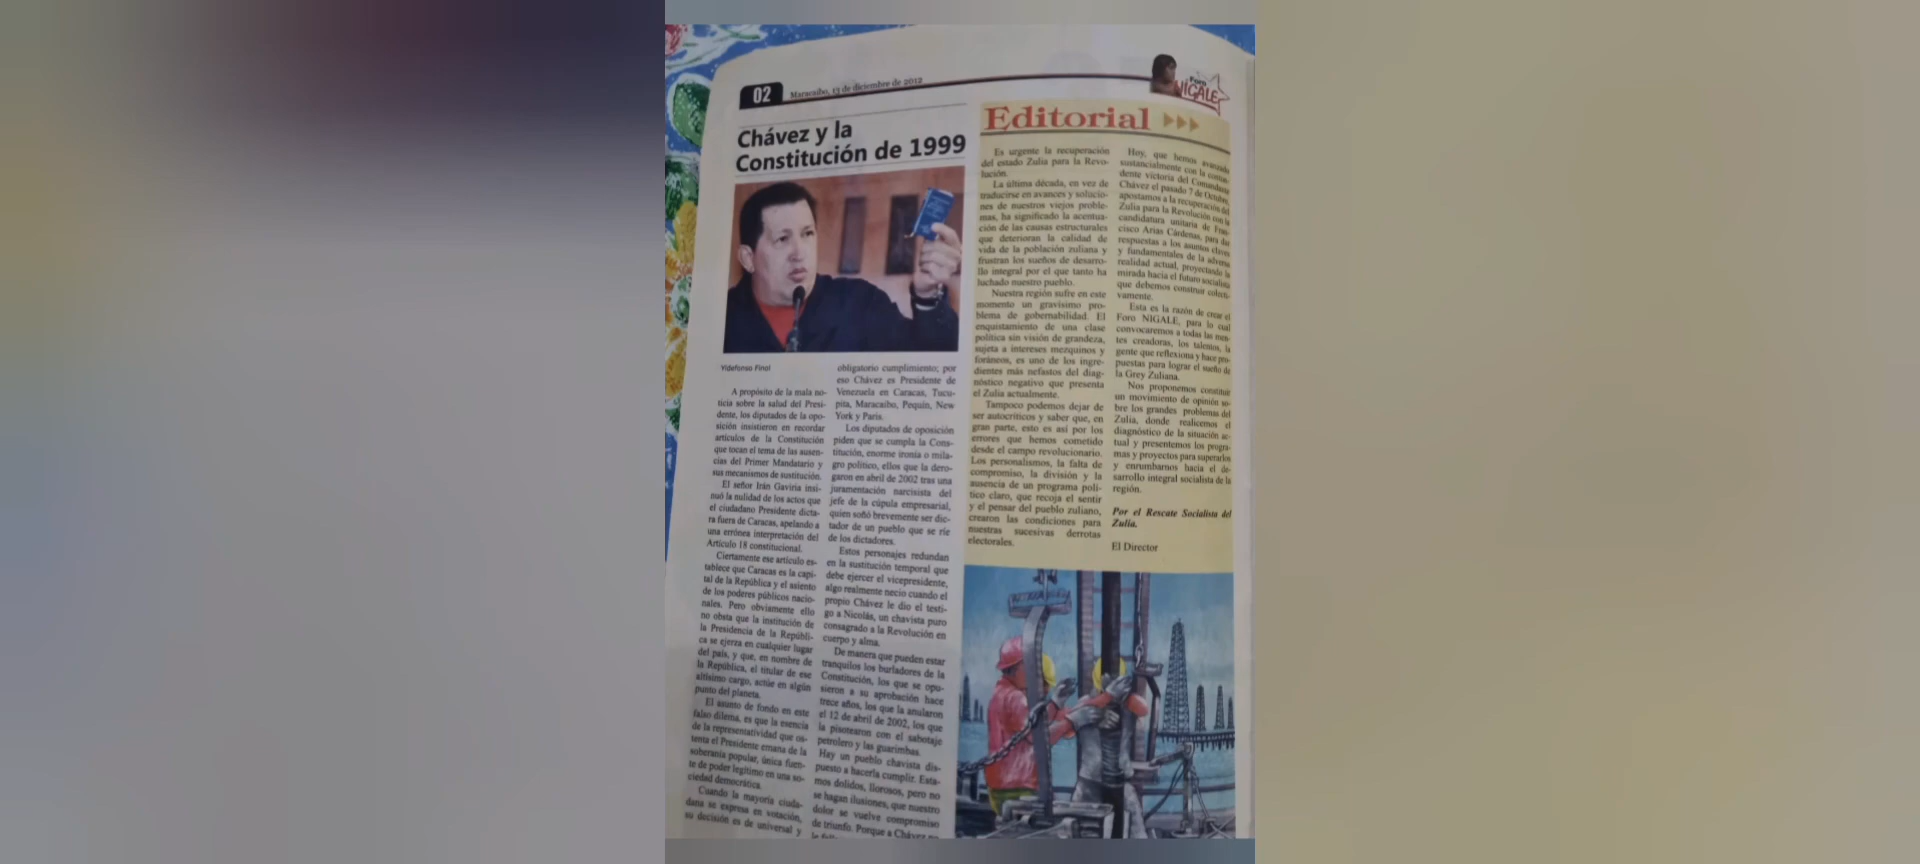 02
Maracaibo, 13 de diciembre de 2012
Foro
NÍGALE
Chávez y la
Constitución de 1999
Yldefonso Finol
A propósito de la mala no-
ticia sobre la salud del Presi-
dente, los diputados de la opo-
sición insistieron en recordar
artículos de la Constitución
que tocan el tema de las ausen-
cias del Primer Mandatario y
sus mecanismos de sustitución.
El señor Irán Gaviria insi-
nuó la nulidad de los actos que
el ciudadano Presidente dicta-
ra fuera de Caracas, apelando a
una errónea interpretación del
Artículo 18 constitucional.
Ciertamente ese artículo es-
tablece que Caracas es la capi-
tal de la República y el asiento
de los poderes públicos nacio-
nales. Pero obviamente ello
no obsta que la institución de
la Presidencia de la Repúbli-
ca se ejerza en cualquier lugar
del país, y que, en nombre de
la República, el titular de ese
altísimo cargo, actúe en algún
punto del planeta.
El asunto de fondo en este
falso dilema, es que la esencia
de la representatividad que os-
tenta el Presidente emana de la
soberanía popular, única fuen-
te de poder legítimo en una so-
ciedad democrática.
Cuando la mayoría ciuda-
dana se expresa en votación,
su decisión es de universal y
obligatorio cumplimiento; por
eso Chávez es Presidente de
Venezuela en Caracas, Tucu-
pita, Maracaibo, Pequín, New
York y París.
Los diputados de oposición
piden que se cumpla la Cons-
titución, enorme ironía o mila-
gro político, ellos que la dero-
garon en abril de 2002 tras una
juramentación narcisista del
jefe de la cúpula empresarial,
quien soñó brevemente ser dic-
tador de un pueblo que se ríe
de los dictadores.
Estos personajes redundan
en la sustitución temporal que
debe ejercer el vicepresidente,
algo realmente necio cuando el
propio Chávez le dio el testi-
go a Nicolás, un chavista puro
consagrado a la Revolución en
cuerpo y alma.
De manera que pueden estar
tranquilos los burladores de la
Constitución, los que se opu-
sieron a su aprobación hace
trece años, los que la anularon
el 12 de abril de 2002, los que
la pisotearon con el sabotaje
petrolero y las guarimbas.
Hay un pueblo chavista dis-
puesto a hacerla cumplir. Esta-
mos dolidos, llorosos, pero no
se hagan ilusiones, que nuestro
dolor se vuelve compromiso
de triunfo. Porque a Chávez no
Editorial
Es urgente la recuperación
del estado Zulia para la Revo-
lución.
La última década, en vez de
traducirse en avances y solucio-
nes de nuestros viejos proble-
mas, ha significado la acentua-
ción de las causas estructurales
que deterioran la calidad de
vida de la población zuliana y
frustran los sueños de desarro-
llo integral por el que tanto ha
luchado nuestro pueblo.
Nuestra región sufre en este
momento un gravísimo pro-
blema de gobernabilidad. El
enquistamiento de una clase
política sin visión de grandeza,
sujeta a intereses mezquinos y
foráneos, es uno de los ingre-
dientes más nefastos del diag-
nóstico negativo que presenta
el Zulia actualmente.
Tampoco podemos dejar de
ser autocríticos y saber que, en
gran parte, esto es así por los
errores que hemos cometido
desde el campo revolucionario.
Los personalismos, la falta de
compromiso, la división y la
ausencia de un programa polí-
tico claro, que recoja el sentir
y el pensar del pueblo zuliano,
crearon las condiciones para
nuestras sucesivas derrotas
electorales.
Hoy, que hemos avanzado
sustancialmente con la contun-
dente victoria del Comandante
Chávez el pasado 7 de Octubre,
apostamos a la recuperación del
Zulia para la Revolución con la
candidatura unitaria de Fran-
cisco Arias Cárdenas, para dar
respuestas a los asuntos claves
y fundamentales de la adversa
realidad actual, proyectando la
mirada hacia el futuro socialista
que debemos construir colecti-
vamente.
Esta es la razón de crear el
Foro NIGALE, para lo cual
convocaremos a todas las men-
tes creadoras, los talentos, la
gente que reflexiona y hace pro-
puestas para lograr el sueño de
la Grey Zuliana.
Nos proponemos constituir
un movimiento de opinión so-
bre los grandes problemas del
Zulia, donde realicemos el
diagnóstico de la situación ac-
tual y presentemos los progra-
mas y proyectos para superarlos
y enrumbarnos hacia el de-
sarrollo integral socialista de la
región.
Por el Rescate Socialista del
Zulia.
El Director